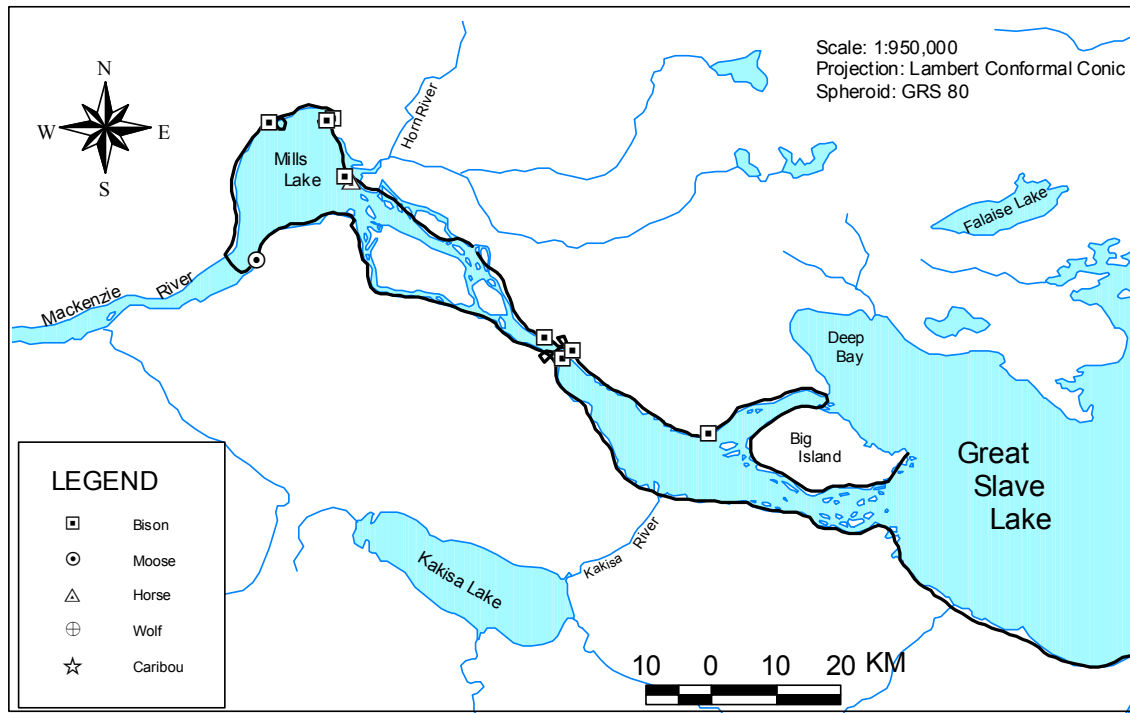 Scale: 1:950,000
Projection: Lambert Conformal Conic
Spheroid: GRS 80
N
W
E
S
Horn River
Mills
Lake
Falaise Lake
Mackenzie
River
Deep
Bay
Big
Island
Great
Slave
Lake
LEGEND
Bison
Moose
Horse
Wolf
Caribou
Kakisa Lake
Kakisa
River
10 0 10 20 KM